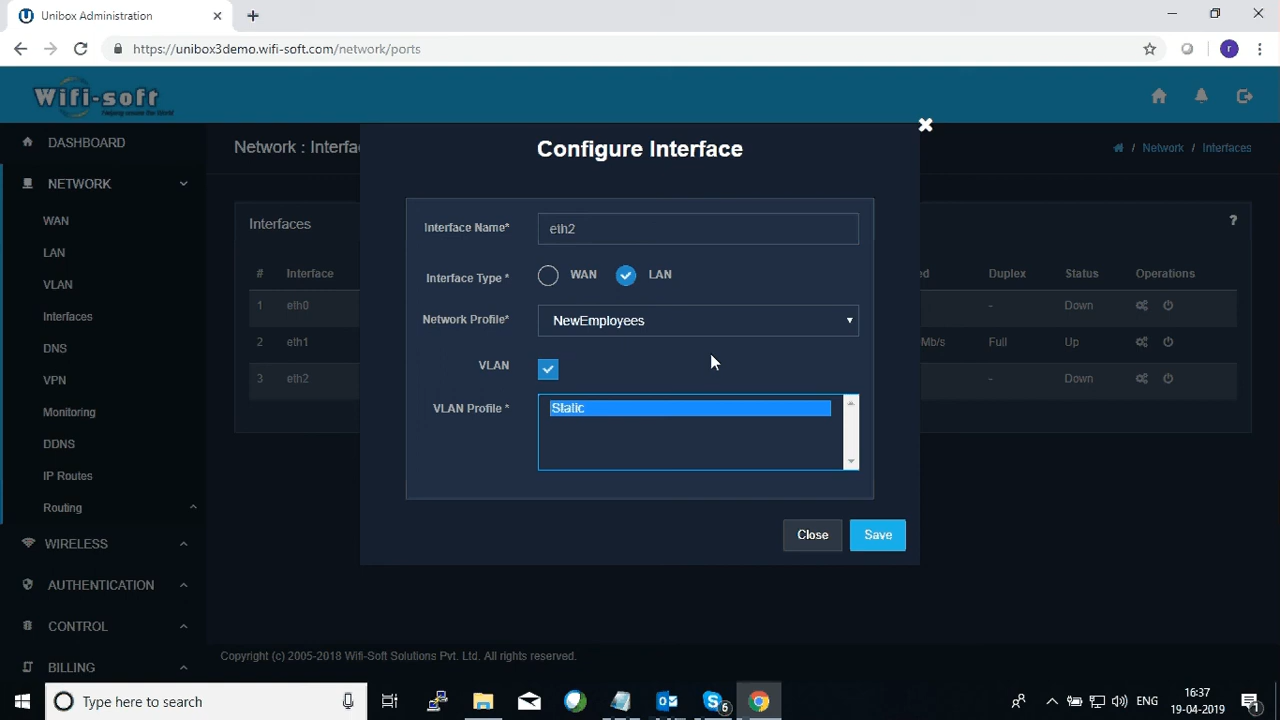 Unibox Administration
https://unibox3demo.wifi-soft.com/network/ports
r
Wifi-soft
DASHBOARD
Network : Interfa
Configure Interface
Network / Interfaces
NETWORK
WAN
LAN
VLAN
Interfaces
DNS
VPN
Monitoring
DDNS
IP Routes
Routing
WIRELESS
AUTHENTICATION
CONTROL
BILLING
Interfaces
?
# Interface
ed Duplex Status Operations
1 eth0
- Down
2 eth1
Mb/s Full Up
3 eth2
- Down
Interface Name* eth2
Interface Type * WAN LAN
Network Profile* NewEmployees
VLAN
VLAN Profile * Static
Close Save
Copyright (c) 2005-2018 Wifi-Soft Solutions Pvt. Ltd. All rights reserved.
Type here to search
6
ENG
16:37
19-04-2019
1